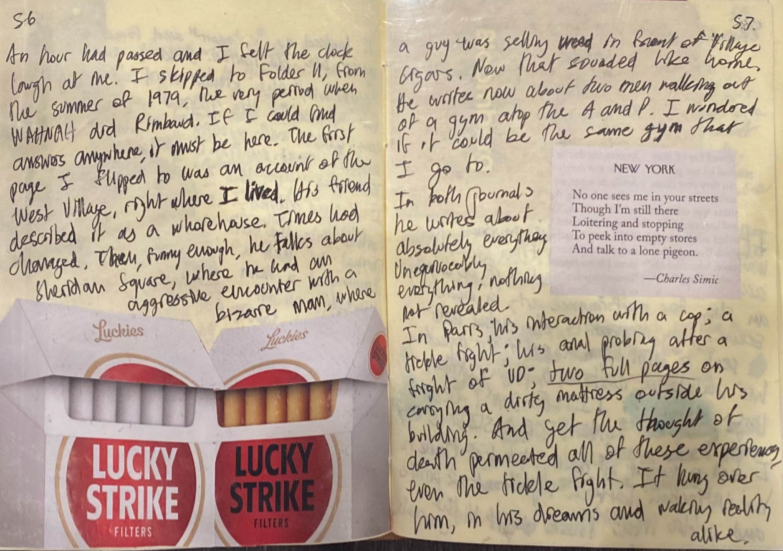 56
An hour had passed and I felt the clock
laugh at me. I skipped to Folder 11, from
the summer of 1979, the very period when
did Rimbaud. If I could find
answers anywhere, it must be here. The first
page I flipped to was an account of the
West Village, right where I lived. His friend
described it as a whorehouse. Times had
changed. Then, funny enough, he talks about
Sheridan Square, where he had an
aggressive encounter with a
bizarre man, where
Luckies
Luckies
LUCKY
STRIKE
FILTERS
LUCKY
STRIKE
FILTERS
57.
a guy was selling weed in front of Village
Cigars. Now that sounded like home.
He writes now about two men walking out
of a gym atop the A and P. I wondored
if it could be the same gym that
I go to.
NEW YORK
No one sees me in your streets
Though I'm still there
Loitering and stopping
To peek into empty stores
And talk to a lone pigeon.
—Charles Simic
In both journals
he writes about
absolutely everything
Unequivocably
everything; nothing
not revealed.
In Paris, his interaction with a cop; a
tickle fight; his anal probing after a
fright of VD; two full pages on
carrying a dirty mattress outside his
building. And yet the thought of
death permeated all of these experiences,
even the tickle fight. It hung over
him, in his dreams and waking reality
alike.